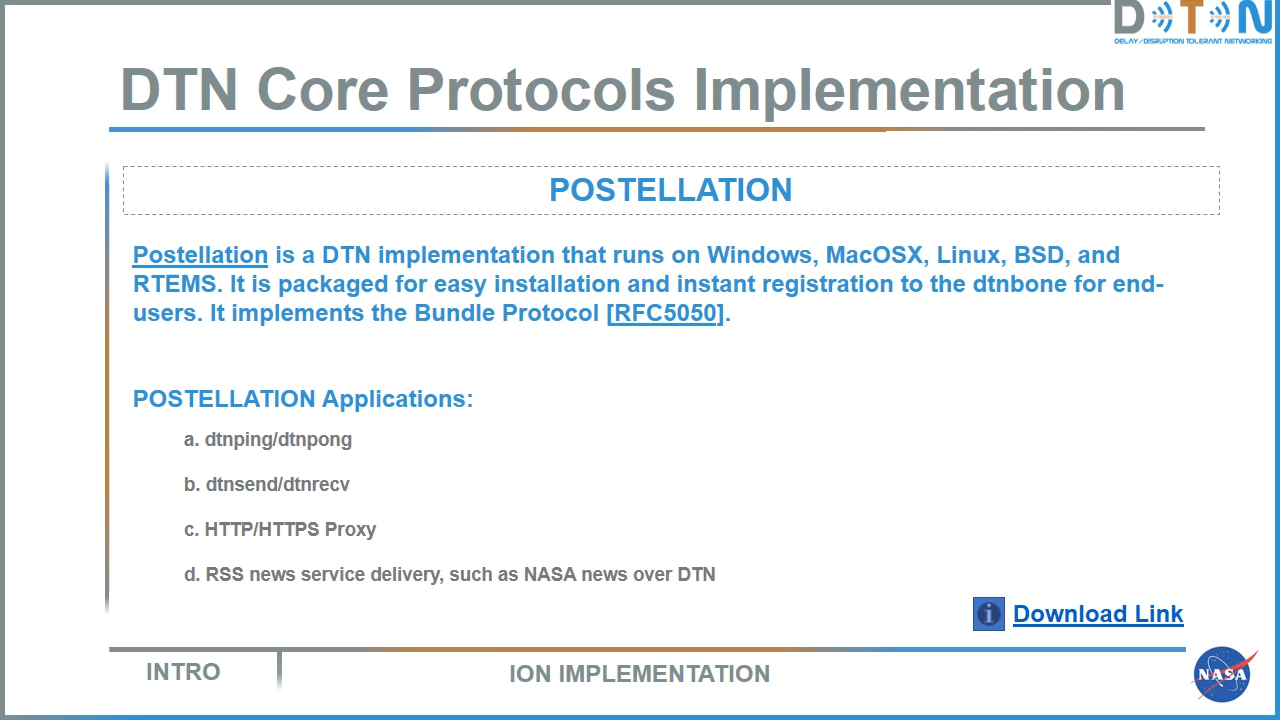 DTN
DELAY/DISRUPTION TOLERANT NETWORKING
DTN Core Protocols Implementation
POSTELLATION
Postellation is a DTN implementation that runs on Windows, MacOSX, Linux, BSD, and
RTEMS. It is packaged for easy installation and instant registration to the dtnbone for end-
users. It implements the Bundle Protocol [RFC5050].
POSTELLATION Applications:
a. dtnping/dtnpong
b. dtnsend/dtnrecv
c. HTTP/HTTPS Proxy
d. RSS news service delivery, such as NASA news over DTN
i Download Link
INTRO
ION IMPLEMENTATION
NASA